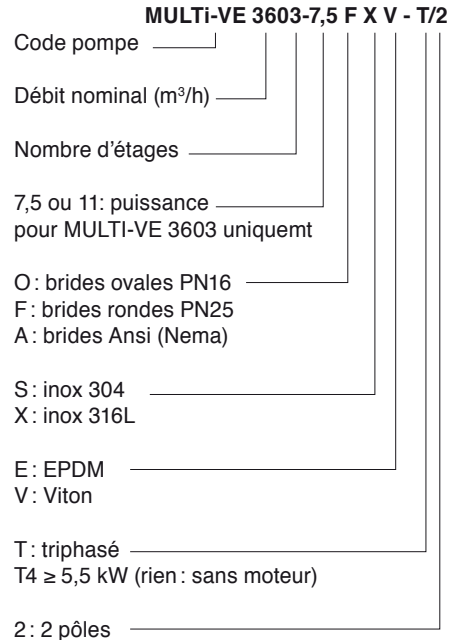 MULTi-VE 3603-7,5 F X V - T/2
Code pompe
Débit nominal (m³/h)
Nombre d'étages
7,5 ou 11: puissance
pour MULTI-VE 3603 uniquemt
O : brides ovales PN16
F : brides rondes PN25
A : brides Ansi (Nema)
S : inox 304
X : inox 316L
E : EPDM
V : Viton
T : triphasé
T4 ≥ 5,5 kW (rien : sans moteur)
2 : 2 pôles